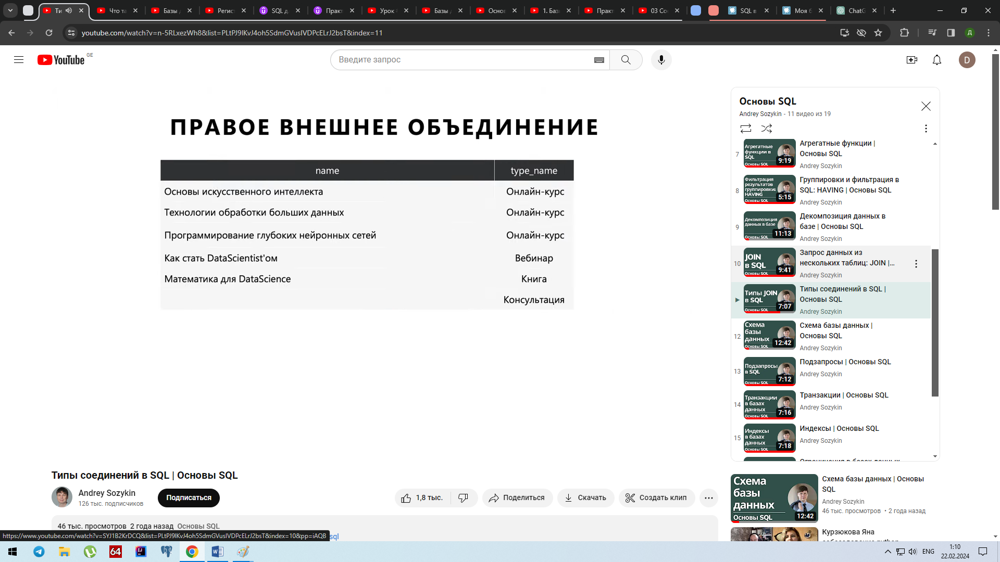 Ти
Что та
Базы
Регис
SQL д
Практ
Урок
Базы
Основ
1. Баз
Практ
03 Со
SQL в
Моя б
ChatG
youtube.com/watch?v=n-5RLxezWh8&list=PLtPJ9lKvJ4oh5SdmGVusIVDPcELrJ2bsT&index=11
Д
YouTube GE
Введите запрос
D
ПРАВОЕ ВНЕШНЕЕ ОБЪЕДИНЕНИЕ
name type_name
Основы искусственного интеллекта Онлайн-курс
Технологии обработки больших данных Онлайн-курс
Программирование глубоких нейронных сетей Онлайн-курс
Как стать DataScientist'ом Вебинар
Математика для DataScience Книга
Консультация
Основы SQL
Andrey Sozykin - 11 видео из 19
7
Агрегатные функции в SQL
Основы SQL
9:19
Агрегатные функции |
Основы SQL
Andrey Sozykin
8
Фильтрация
результатов
группировки:
HAVING
Основы SQL
5:15
Группировки и фильтрация в
SQL: HAVING | Основы SQL
Andrey Sozykin
9
Декомпозиция
данных в базе
Основы SQL
11:13
Декомпозиция данных в
базе | Основы SQL
Andrey Sozykin
10
JOIN
в SQL
Основы SQL
9:41
Запрос данных из
нескольких таблиц: JOIN |...
Andrey Sozykin
Типы JOIN
в SQL
Основы SQL
7:07
Типы соединений в SQL |
Основы SQL
Andrey Sozykin
12
Схема
базы
данных
Основы SQL
12:42
Схема базы данных |
Основы SQL
Andrey Sozykin
13
Подзапросы
в SQL
Основы SQL
7:12
Подзапросы | Основы SQL
Andrey Sozykin
14
Транзакции
в базах
данных
Основы SQL
7:16
Транзакции | Основы SQL
Andrey Sozykin
15
Индексы
в базах
данных
Основы SQL
7:18
Индексы | Основы SQL
Andrey Sozykin
Ограничения в базах данных
Типы соединений в SQL | Основы SQL
Andrey Sozykin
126 тыс. подписчиков
Подписаться
1,8 тыс.
Поделиться
Скачать
Создать клип
46 тыс. просмотров 2 года назад Основы SQL
https://www.youtube.com/watch?v=SYJ1B2KrDCQ&list=PLtPJ9lKvJ4oh5SdmGVusIVDPcELrJ2bsT&index=10&pp=iAQB
sql
Схема
базы
данных
Основы SQL
12:42
Схема базы данных | Основы
SQL
Andrey Sozykin
46 тыс. просмотров • 2 года назад
Курзюкова Яна
64
IJ
ENG
1:10
22.02.2024